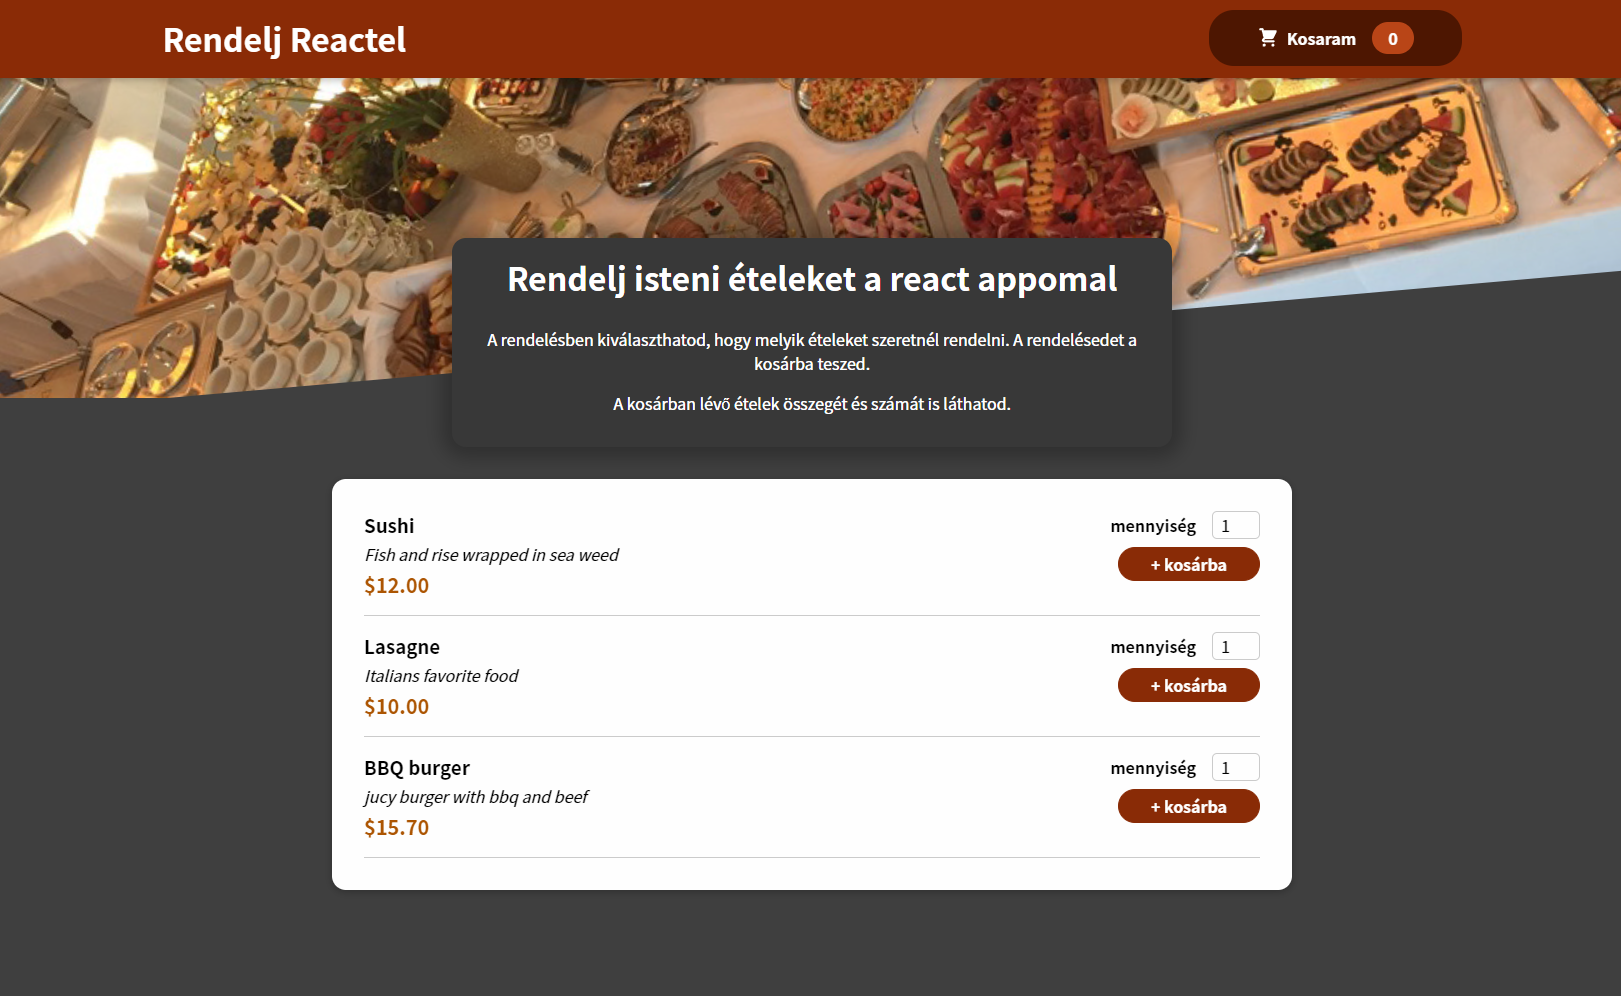 Rendelj Reactel
Kosaram 0
Rendelj isteni ételeket a react appomal
A rendelésben kiválaszthatod, hogy melyik ételeket szeretnél rendelni. A rendelésedet a
kosárba teszed.
A kosárban lévő ételek összegét és számát is láthatod.
Sushi
mennyiség 1
Fish and rise wrapped in sea weed
+ kosárba
$12.00
Lasagne
mennyiség 1
Italians favorite food
+ kosárba
$10.00
BBQ burger
mennyiség 1
jucy burger with bbq and beef
+ kosárba
$15.70